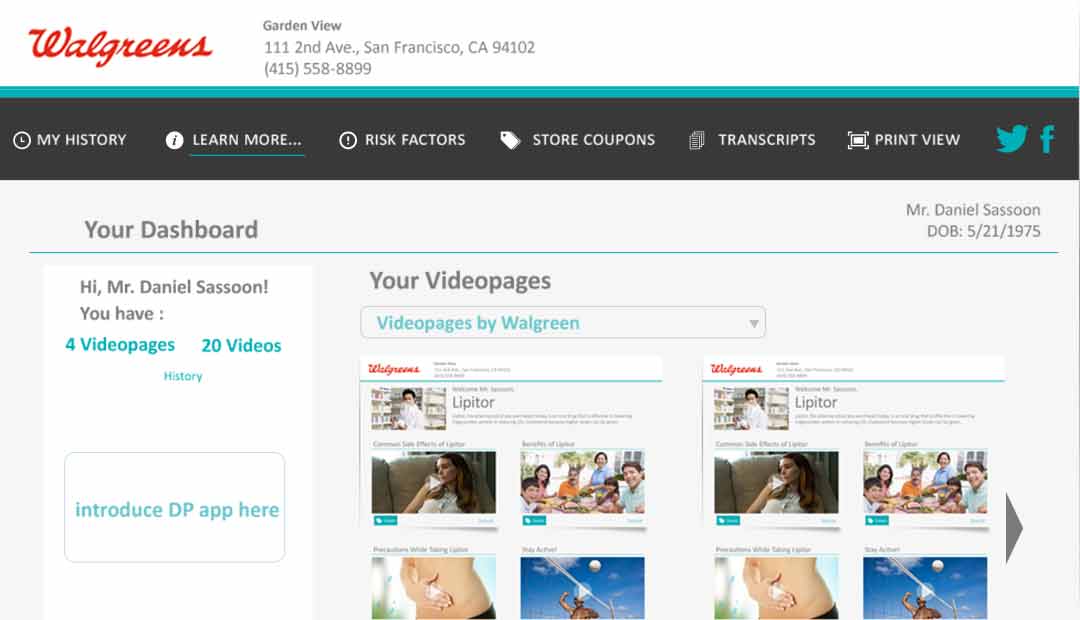 Walgreens
Garden View
111 2nd Ave., San Francisco, CA 94102
(415) 558-8899
MY HISTORY
LEARN MORE...
RISK FACTORS
STORE COUPONS
TRANSCRIPTS
PRINT VIEW
Your Dashboard
Mr. Daniel Sassoon
DOB: 5/21/1975
Hi, Mr. Daniel Sassoon!
You have :
4 Videopages 20 Videos
History
introduce DP app here
Your Videopages
Videopages by Walgreen
Walgreens
Garden View
Welcome Mr. Sassoon,
Lipitor
Common Side Effects of Lipitor
Benefits of Lipitor
Precautions While Taking Lipitor
Stay Active!
Walgreens
Garden View
Welcome Mr. Sassoon,
Lipitor
Common Side Effects of Lipitor
Benefits of Lipitor
Precautions While Taking Lipitor
Stay Active!